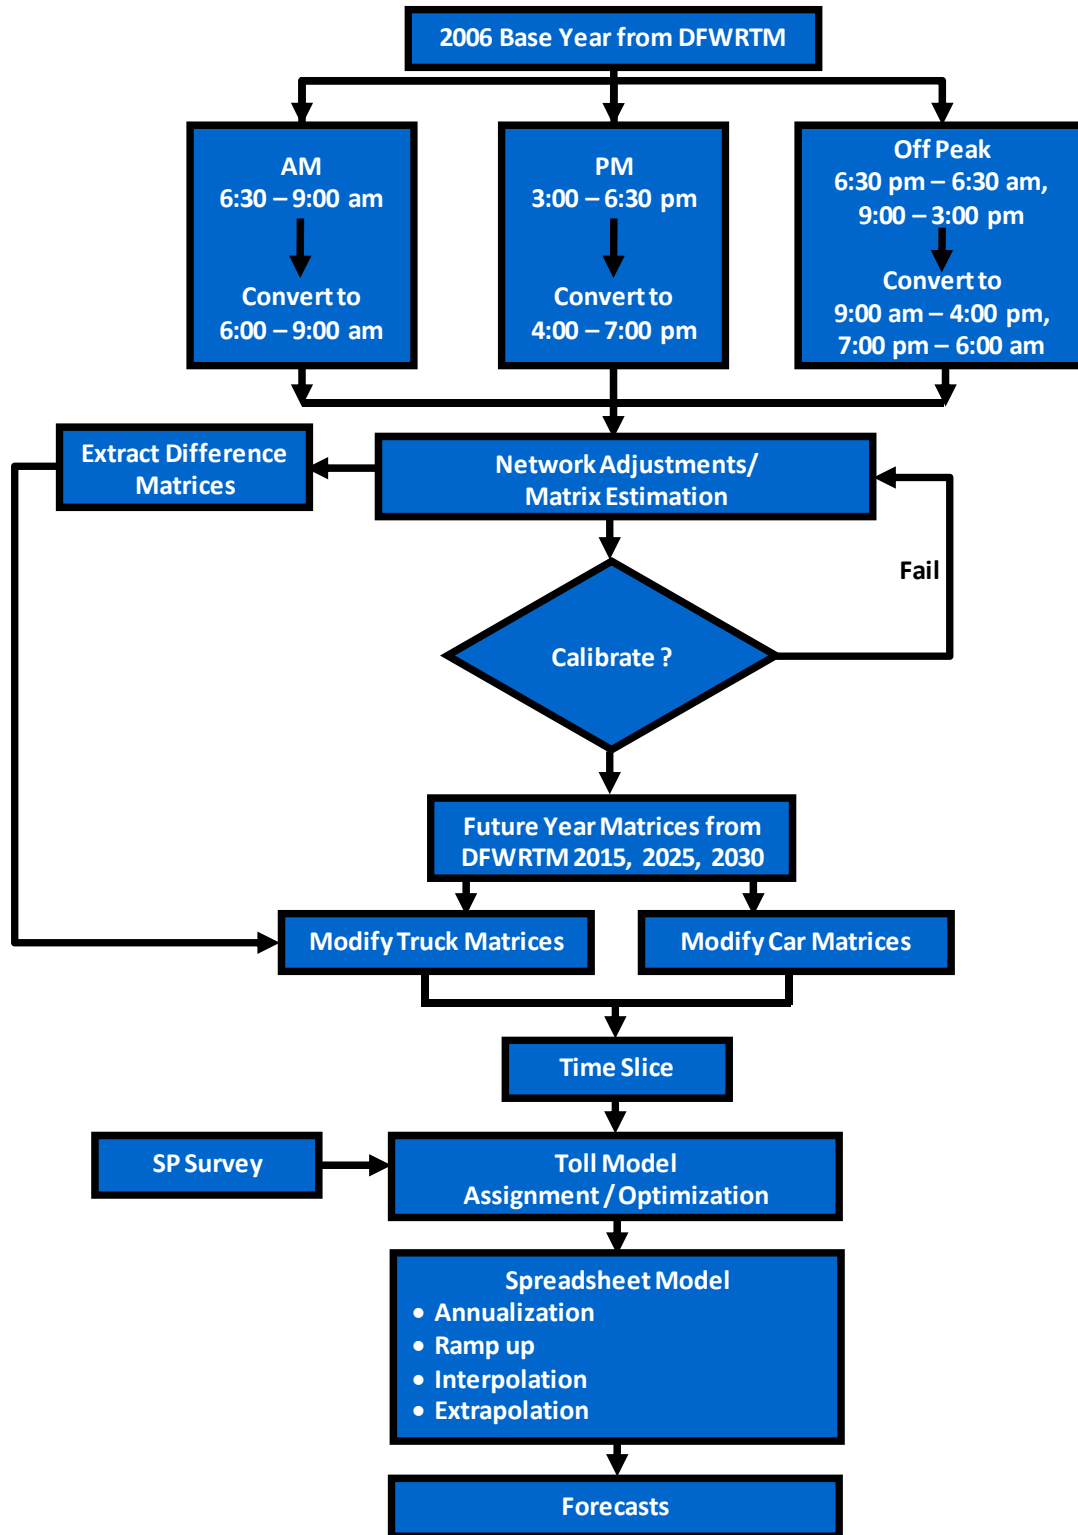 2006 Base Year from DFWRTM
AM
6:30 – 9:00 am
Convert to
6:00 – 9:00 am
PM
3:00 – 6:30 pm
Convert to
4:00 – 7:00 pm
Off Peak
6:30 pm – 6:30 am,
9:00 – 3:00 pm
Convert to
9:00 am – 4:00 pm,
7:00 pm – 6:00 am
Extract Difference
Matrices
Network Adjustments/
Matrix Estimation
Fail
Calibrate ?
Future Year Matrices from
DFWRTM 2015, 2025, 2030
Modify Truck Matrices
Modify Car Matrices
Time Slice
SP Survey
Toll Model
Assignment / Optimization
Spreadsheet Model
• Annualization
• Ramp up
• Interpolation
• Extrapolation
Forecasts